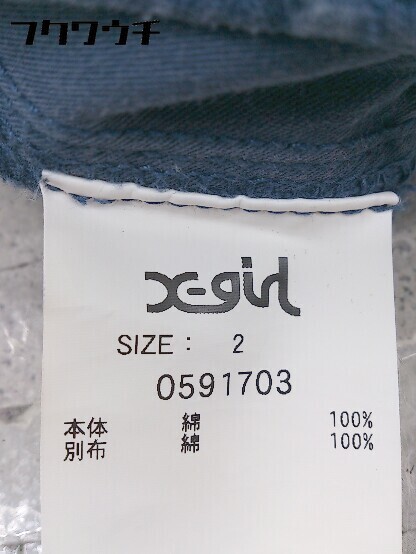 フクワウチ
X-girl
SIZE : 2
0591703
本体 綿 100%
別布 綿 100%